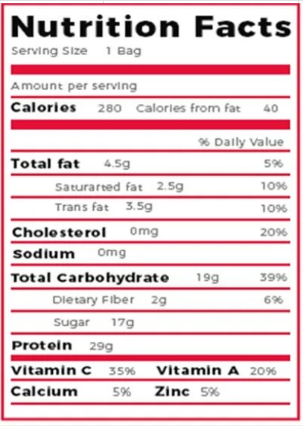 Nutrition Facts
Serving Size 1 Bag
Amount per serving
Calories 280 Calories from fat 40
% Daily Value
Total fat 4.5g 5%
Saturarted fat 2.5g 10%
Trans fat 3.5g 10%
Cholesterol 0mg 20%
Sodium 0mg
Total Carbohydrate 19g 39%
Dietary Fiber 2g 6%
Sugar 17g
Protein 29g
Vitamin C 35% Vitamin A 20%
Calcium 5% Zinc 5%